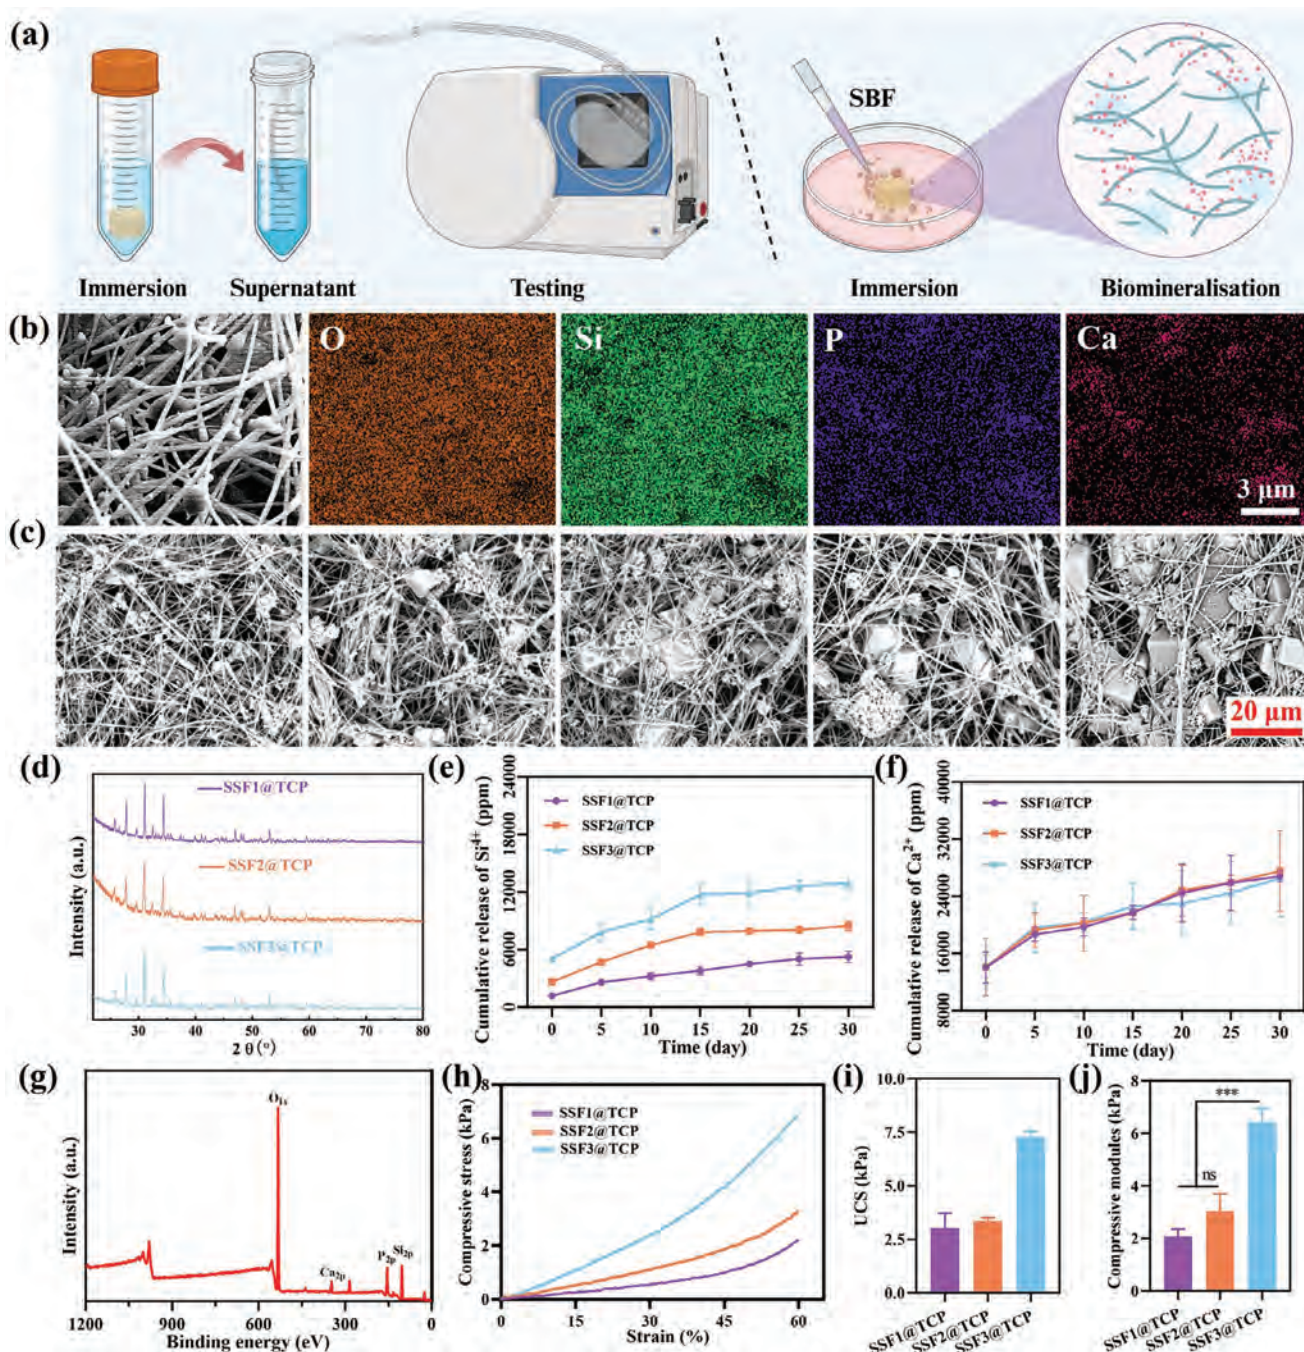 (a)
SBF
Immersion
Supernatant
Testing
Immersion
Biomineralisation
(b)
O
Si
P
Ca
3 μm
(c)
20 μm
(d)
SSF1@TCP
SSF2@TCP
SSF3@TCP
Intensity (a.u.)
30 40 50 60 70 80
2 θ(°)
(e)
Cumulative release of Si⁴⁺ (ppm)
24000
18000
12000
6000
0
SSF1@TCP
SSF2@TCP
SSF3@TCP
0 5 10 15 20 25 30
Time (day)
(f)
Cumulative release of Ca²⁺ (ppm)
40000
32000
24000
16000
8000
SSF1@TCP
SSF2@TCP
SSF3@TCP
0 5 10 15 20 25 30
Time (day)
(g)
Intensity (a.u.)
O₁ₛ
Ca₂ₚ
P₂ₚ
Si₂ₚ
1200 900 600 300 0
Binding energy (eV)
(h)
Compressive stress (kPa)
8
6
4
2
0
SSF1@TCP
SSF2@TCP
SSF3@TCP
0 15 30 45 60
Strain (%)
(i)
UCS (kPa)
10.0
7.5
5.0
2.5
0.0
SSF1@TCP
SSF2@TCP
SSF3@TCP
(j)
Compressive modules (kPa)
8
6
4
2
0
***
ns
SSF1@TCP
SSF2@TCP
SSF3@TCP